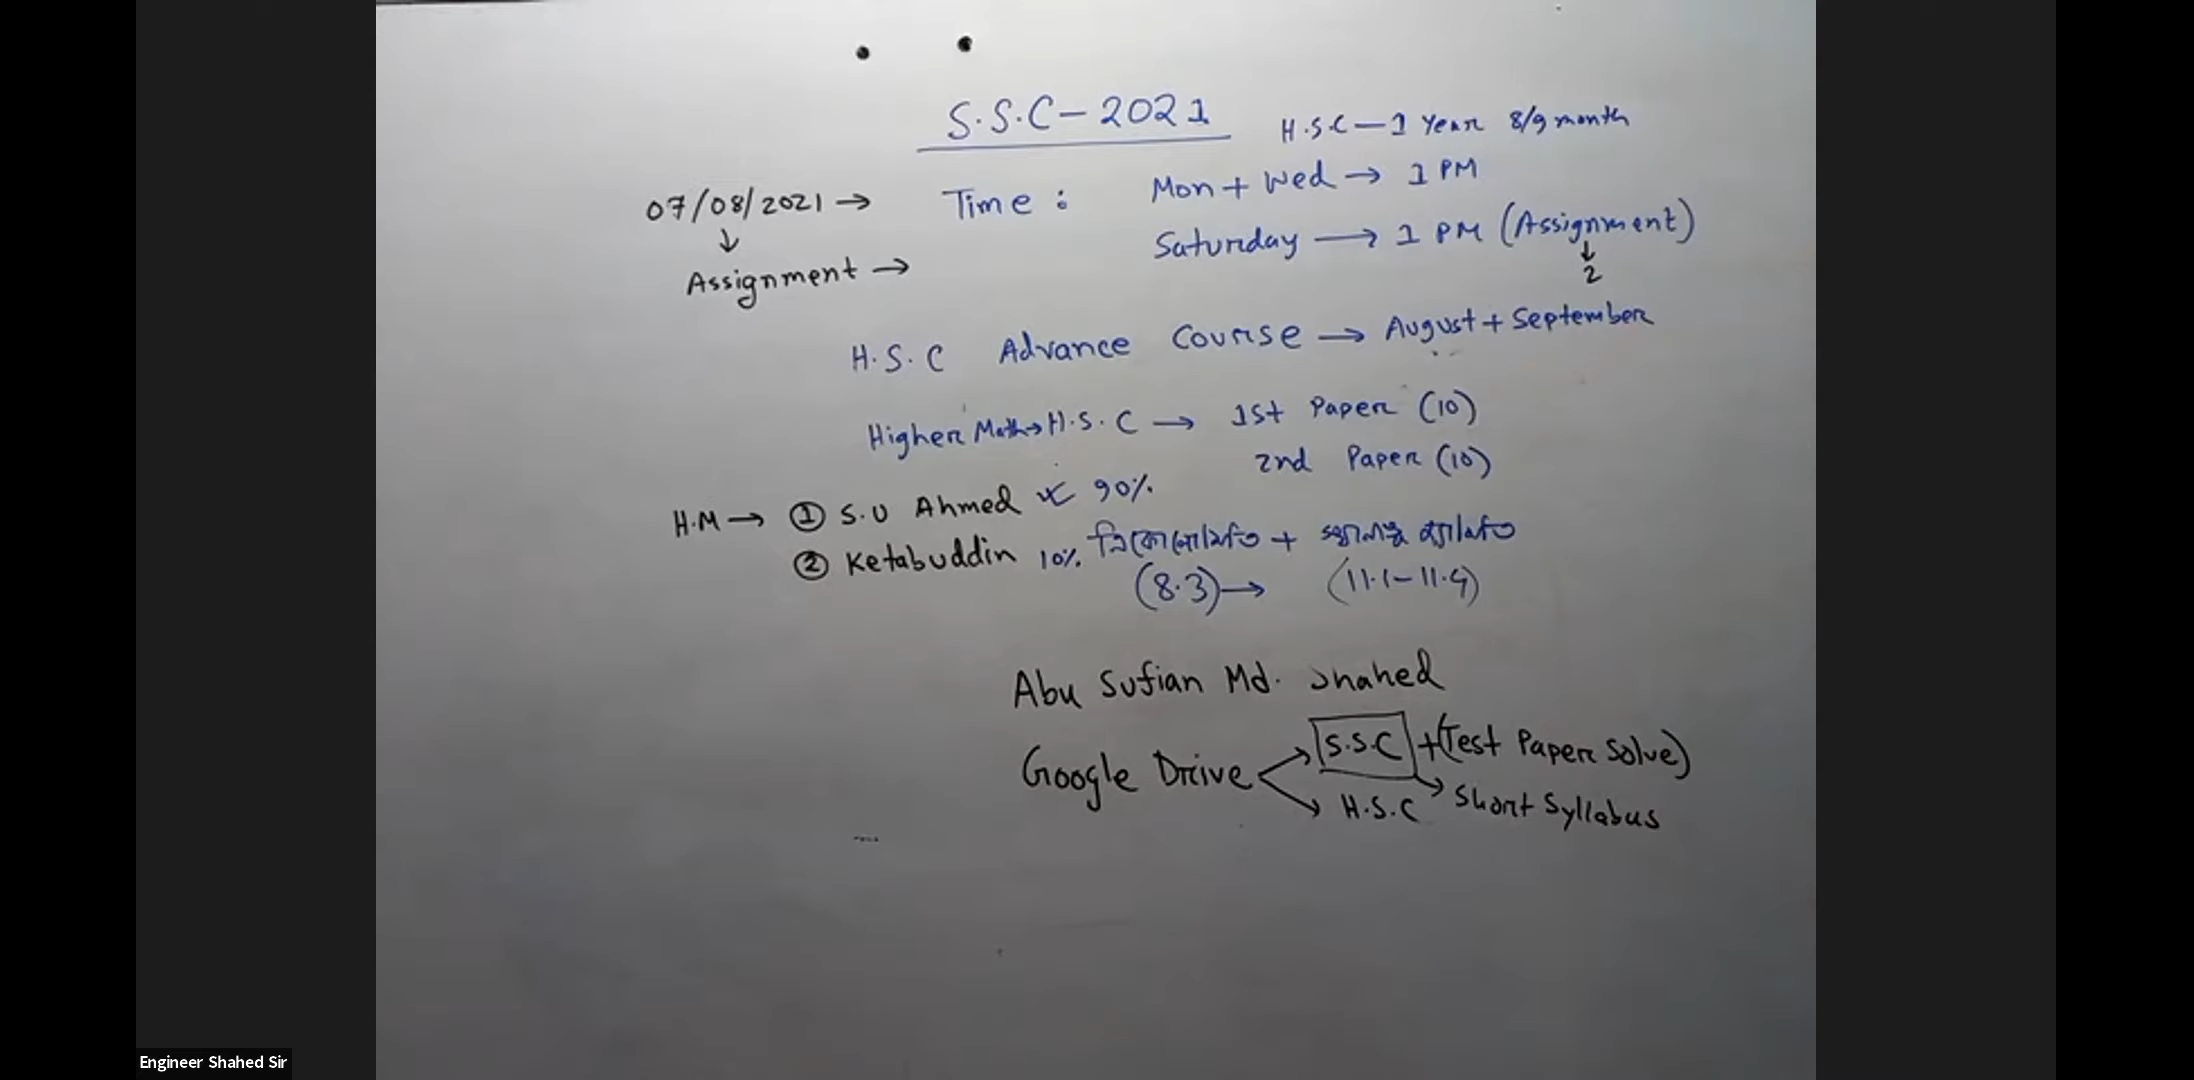 S.S.C-2021
H.S.C-1 Year 8/9 month
07/08/2021 → Time : Mon + Wed → 1 PM
↓
Assignment → Saturday → 1 PM (Assignment)
↓
2
H.S.C Advance Course → August + September
Higher Math → H.S.C → 1st Paper (10)
2nd Paper (10)
H.M → ① S.U Ahmed 90%
② Ketabuddin 10% ত্রিকোণোমিতি + গতি
(8.3) → (11.1-11.4)
Abu Sufian Md. Shahed
Google Drive S.S.C + (Test Paper Solve)
H.S.C → Short Syllabus
Engineer Shahed Sir